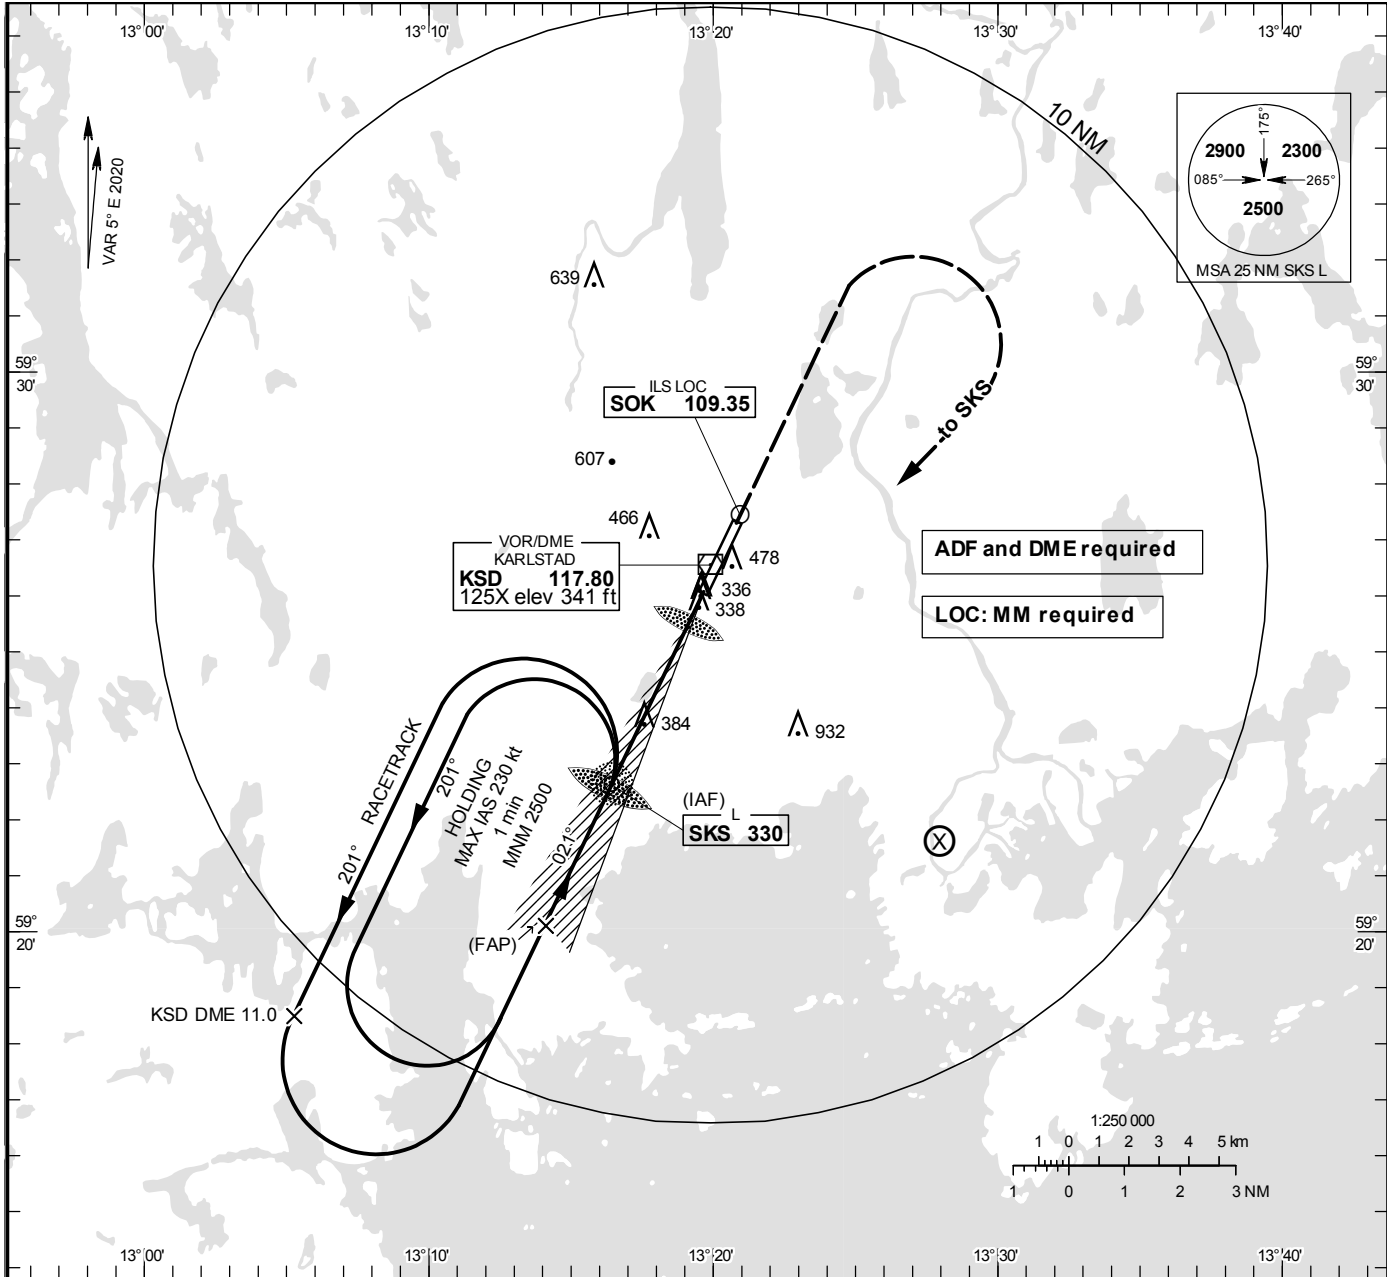 13°00'
13°10'
13°20'
13°30'
13°40'
10 NM
VAR 5° E 2020
175°
2900
2300
085°
265°
2500
MSA 25 NM SKS L
639
59°
30'
59°
30'
ILS LOC
SOK 109.35
to SKS
607
466
VOR/DME
KARLSTAD
KSD 117.80
125X elev 341 ft
478
336
338
ADF and DME required
LOC: MM required
384
932
RACETRACK
201°
201°
HOLDING
MAX IAS 230 kt
1 min
MNM 2500
021°
(IAF)
L
SKS 330
X
(FAP)
59°
20'
59°
20'
KSD DME 11.0
1:250 000
1 0 1 2 3 4 5 km
1 0 1 2 3 NM
13°00'
13°10'
13°20'
13°30'
13°40'